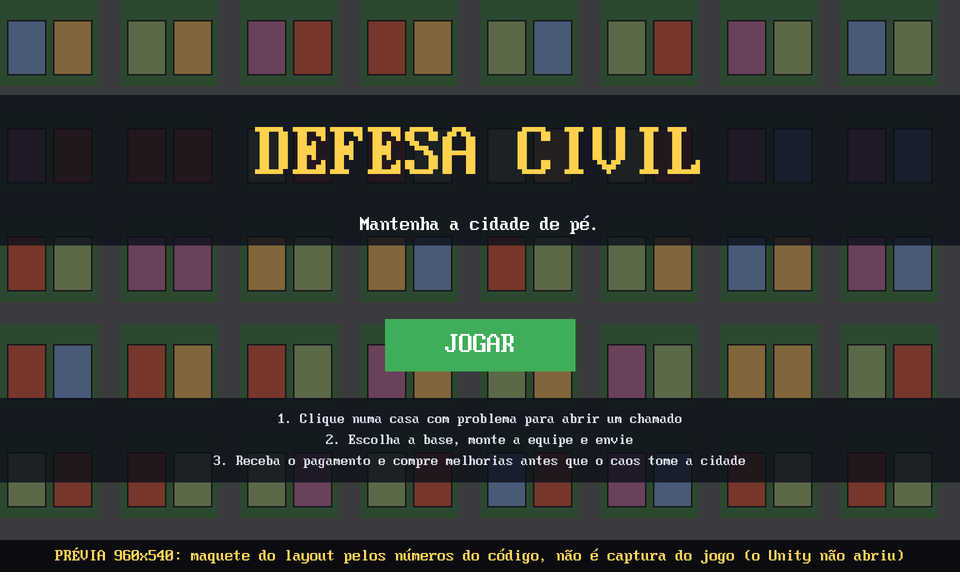 DEFESA CIVIL
Mantenha a cidade de pé.
JOGAR
1. Clique numa casa com problema para abrir um chamado
2. Escolha a base, monte a equipe e envie
3. Receba o pagamento e compre melhorias antes que o caos tome a cidade
PRÉVIA 960x540: maquete do layout pelos números do código, não é captura do jogo (o Unity não abriu)